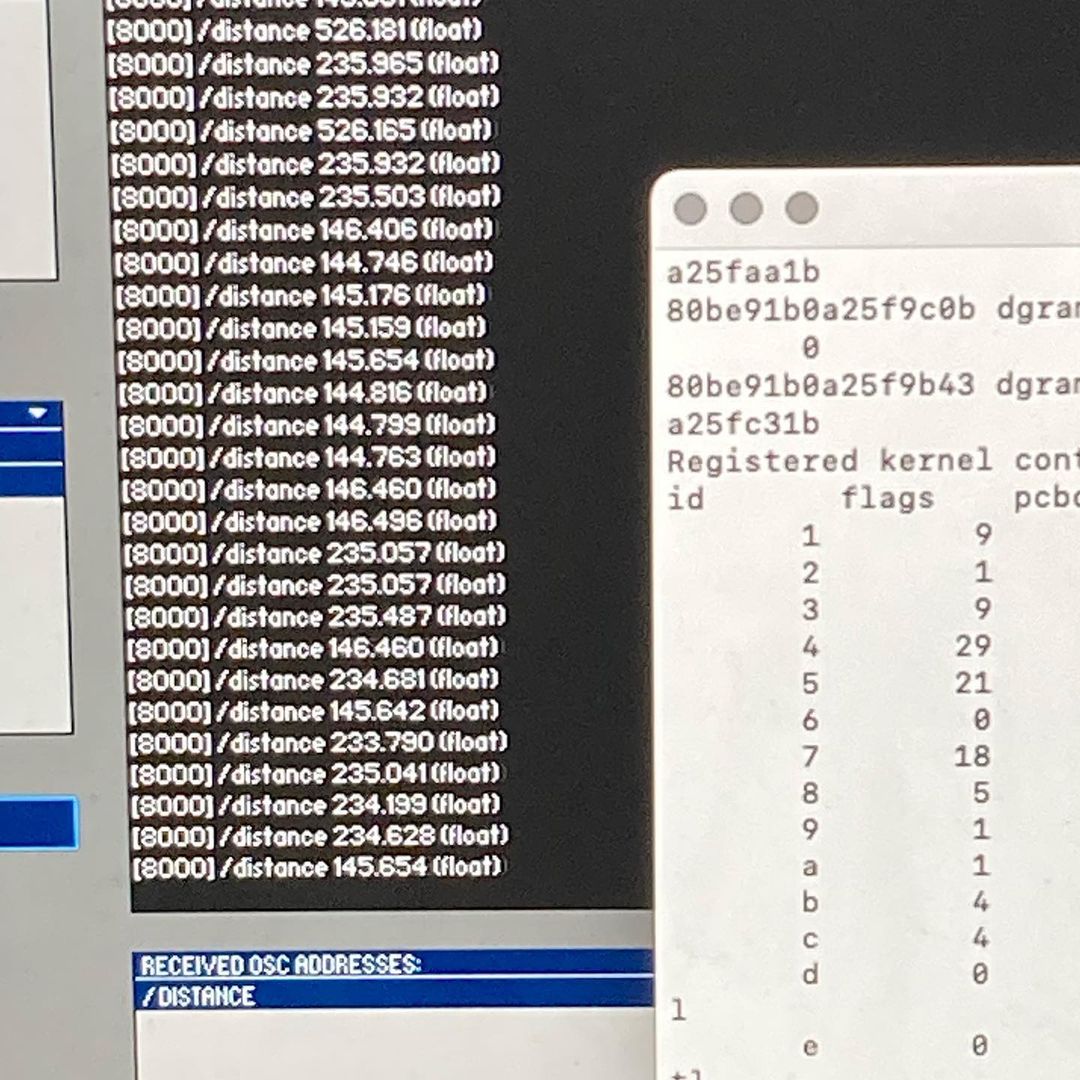 [8000] /distance 526.181 (float)
[8000] /distance 235.965 (float)
[8000] /distance 235.932 (float)
[8000] /distance 526.165 (float)
[8000] /distance 235.932 (float)
[8000] /distance 235.503 (float)
[8000] /distance 146.406 (float)
[8000] /distance 144.746 (float)
[8000] /distance 145.176 (float)
[8000] /distance 145.159 (float)
[8000] /distance 145.654 (float)
[8000] /distance 144.816 (float)
[8000] /distance 144.799 (float)
[8000] /distance 144.763 (float)
[8000] /distance 146.460 (float)
[8000] /distance 146.496 (float)
[8000] /distance 235.057 (float)
[8000] /distance 235.057 (float)
[8000] /distance 235.487 (float)
[8000] /distance 146.460 (float)
[8000] /distance 234.681 (float)
[8000] /distance 145.642 (float)
[8000] /distance 233.790 (float)
[8000] /distance 235.041 (float)
[8000] /distance 234.199 (float)
[8000] /distance 234.628 (float)
[8000] /distance 145.654 (float)
RECEIVED OSC ADDRESSES:
/DISTANCE
a25faa1b
80be91b0a25f9c0b dgra
0
80be91b0a25f9b43 dgra
a25fc31b
Registered kernel cont
id flags pcb
1 9
2 1
3 9
4 29
5 21
6 0
7 18
8 5
9 1
a 1
b 4
c 4
d 0
l
e 0